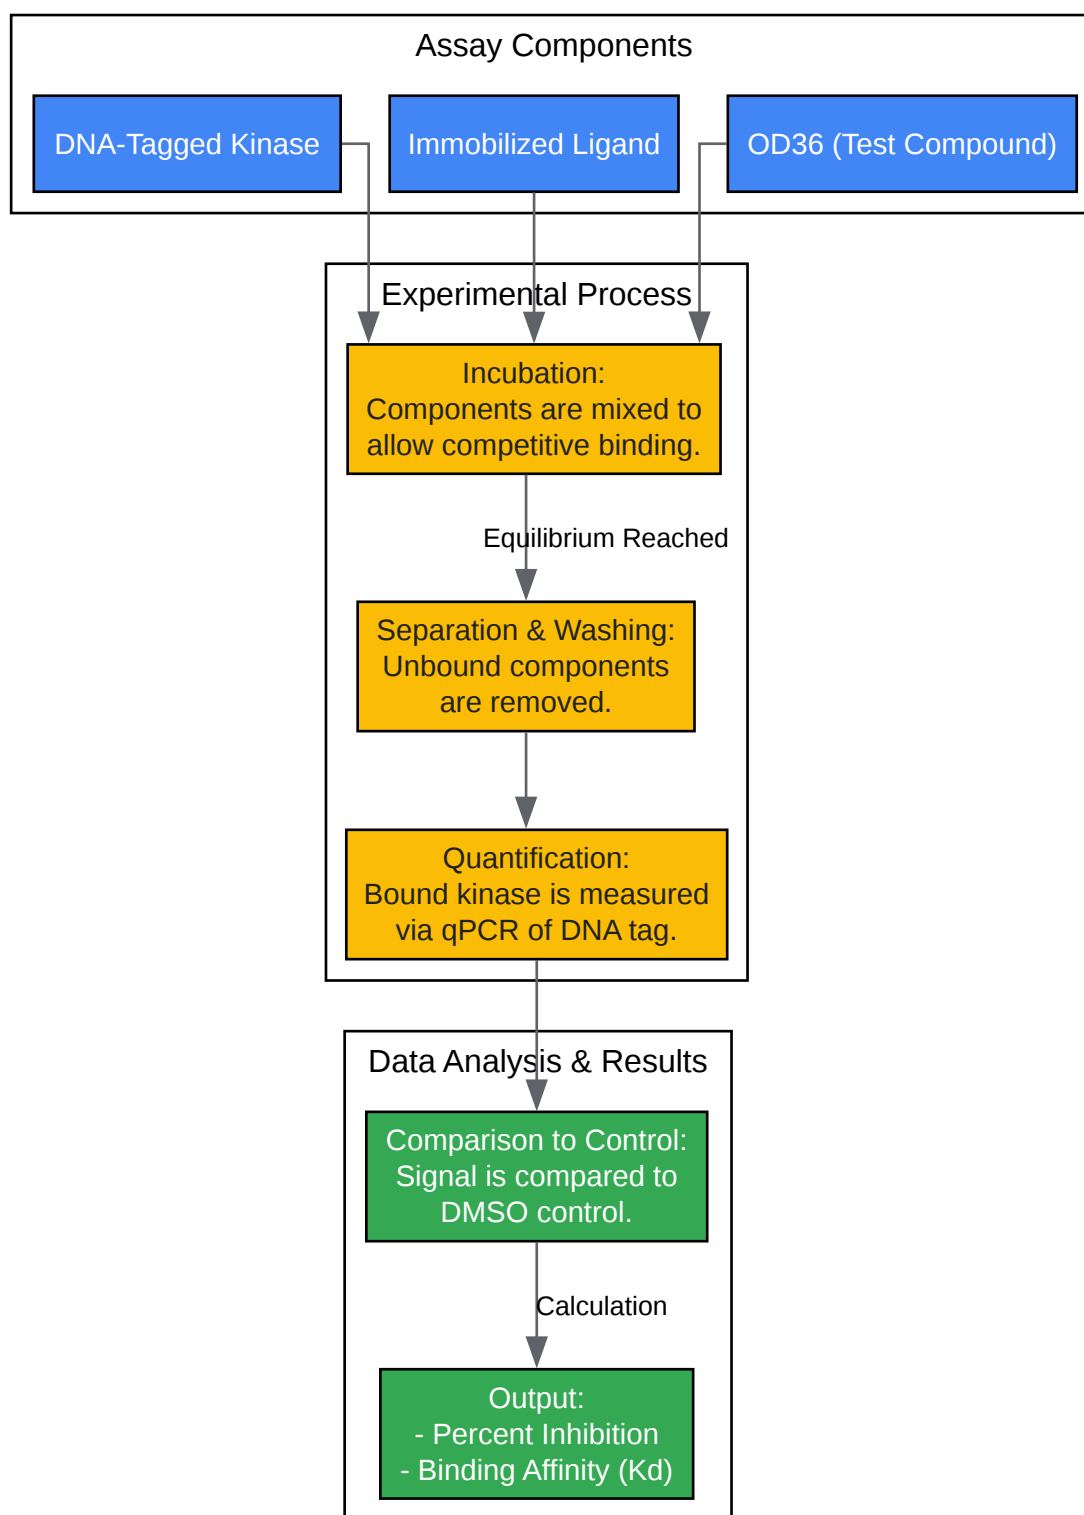 Assay Components
DNA-Tagged Kinase
Immobilized Ligand
OD36 (Test Compound)
Experimental Process
Incubation:
Components are mixed to
allow competitive binding.
Equilibrium Reached
Separation & Washing:
Unbound components
are removed.
Quantification:
Bound kinase is measured
via qPCR of DNA tag.
Data Analysis & Results
Comparison to Control:
Signal is compared to
DMSO control.
Calculation
Output:
- Percent Inhibition
- Binding Affinity (Kd)